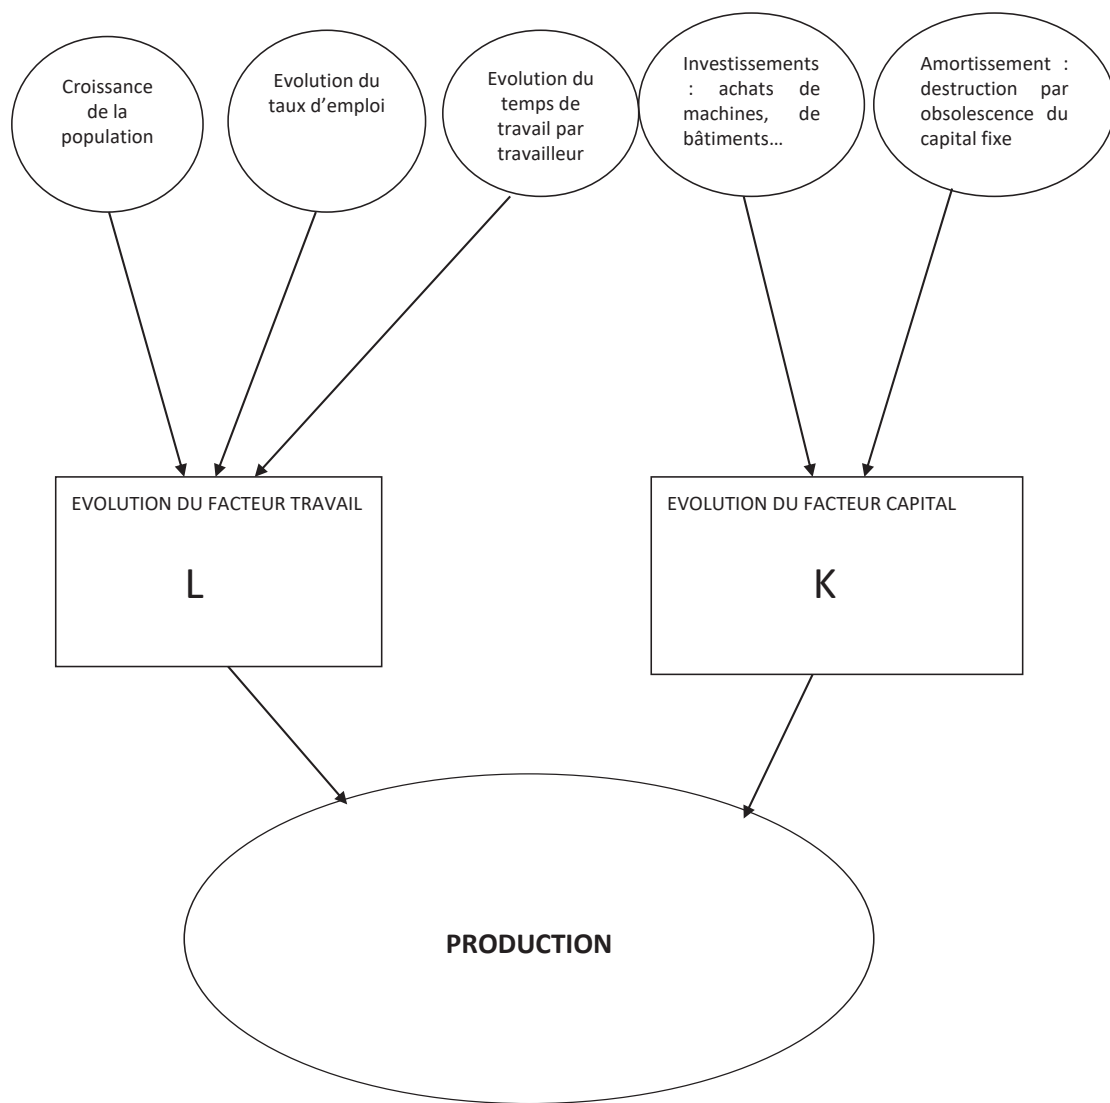 Croissance
de la
population
Evolution du
taux d'emploi
Evolution du
temps de
travail par
travailleur
Investissements
: achats de
machines, de
bâtiments…
Amortissement :
destruction par
obsolescence du
capital fixe
EVOLUTION DU FACTEUR TRAVAIL
L
EVOLUTION DU FACTEUR CAPITAL
K
PRODUCTION